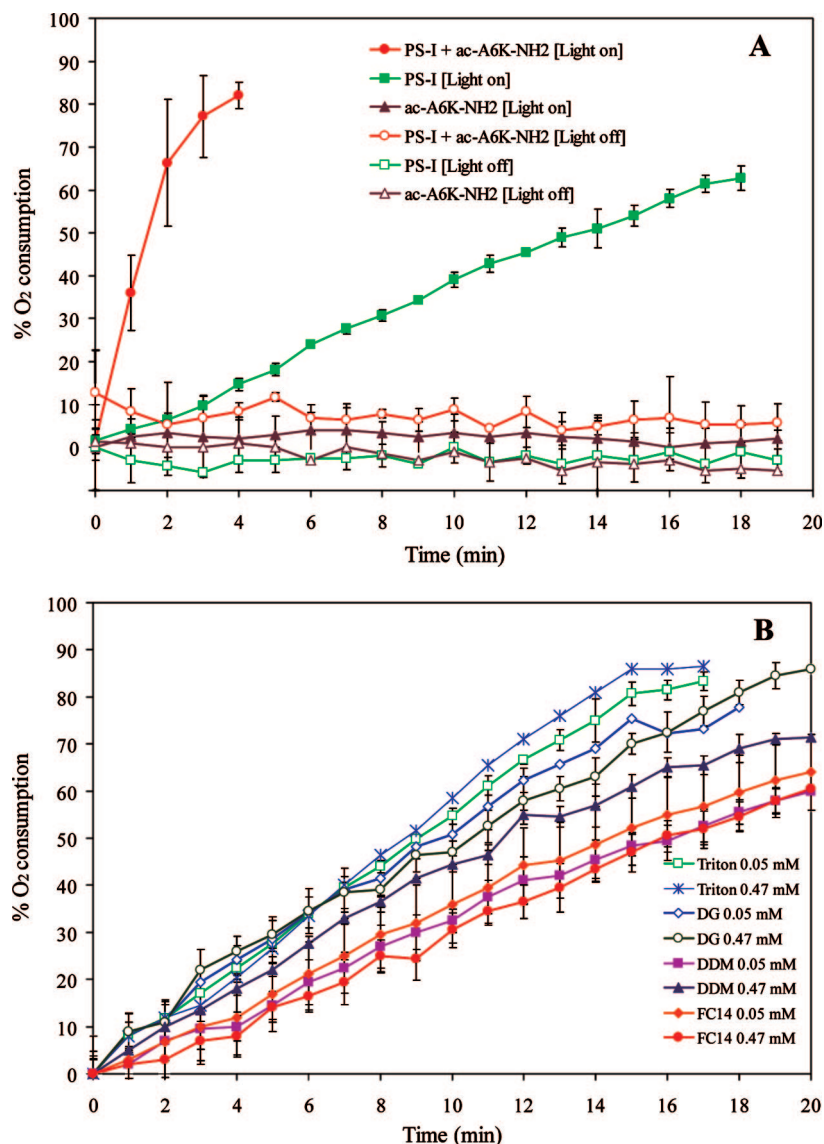 A
PS-I + ac-A6K-NH2 [Light on]
PS-I [Light on]
ac-A6K-NH2 [Light on]
PS-I + ac-A6K-NH2 [Light off]
PS-I [Light off]
ac-A6K-NH2 [Light off]
% O2 consumption
100
90
80
70
60
50
40
30
20
10
0
0 2 4 6 8 10 12 14 16 18 20
Time (min)
B
% O2 consumption
100
90
80
70
60
50
40
30
20
10
0
Triton 0.05 mM
Triton 0.47 mM
DG 0.05 mM
DG 0.47 mM
DDM 0.05 mM
DDM 0.47 mM
FC14 0.05 mM
FC14 0.47 mM
0 2 4 6 8 10 12 14 16 18 20
Time (min)